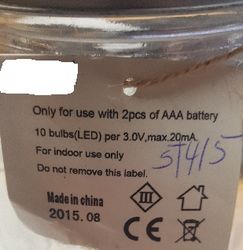 Only for use with 2pcs of AAA battery
10 bulbs(LED) per 3.0V,max.20mA.
For indoor use only
Do not remove this label.
Made in china
2015.08
III
CE